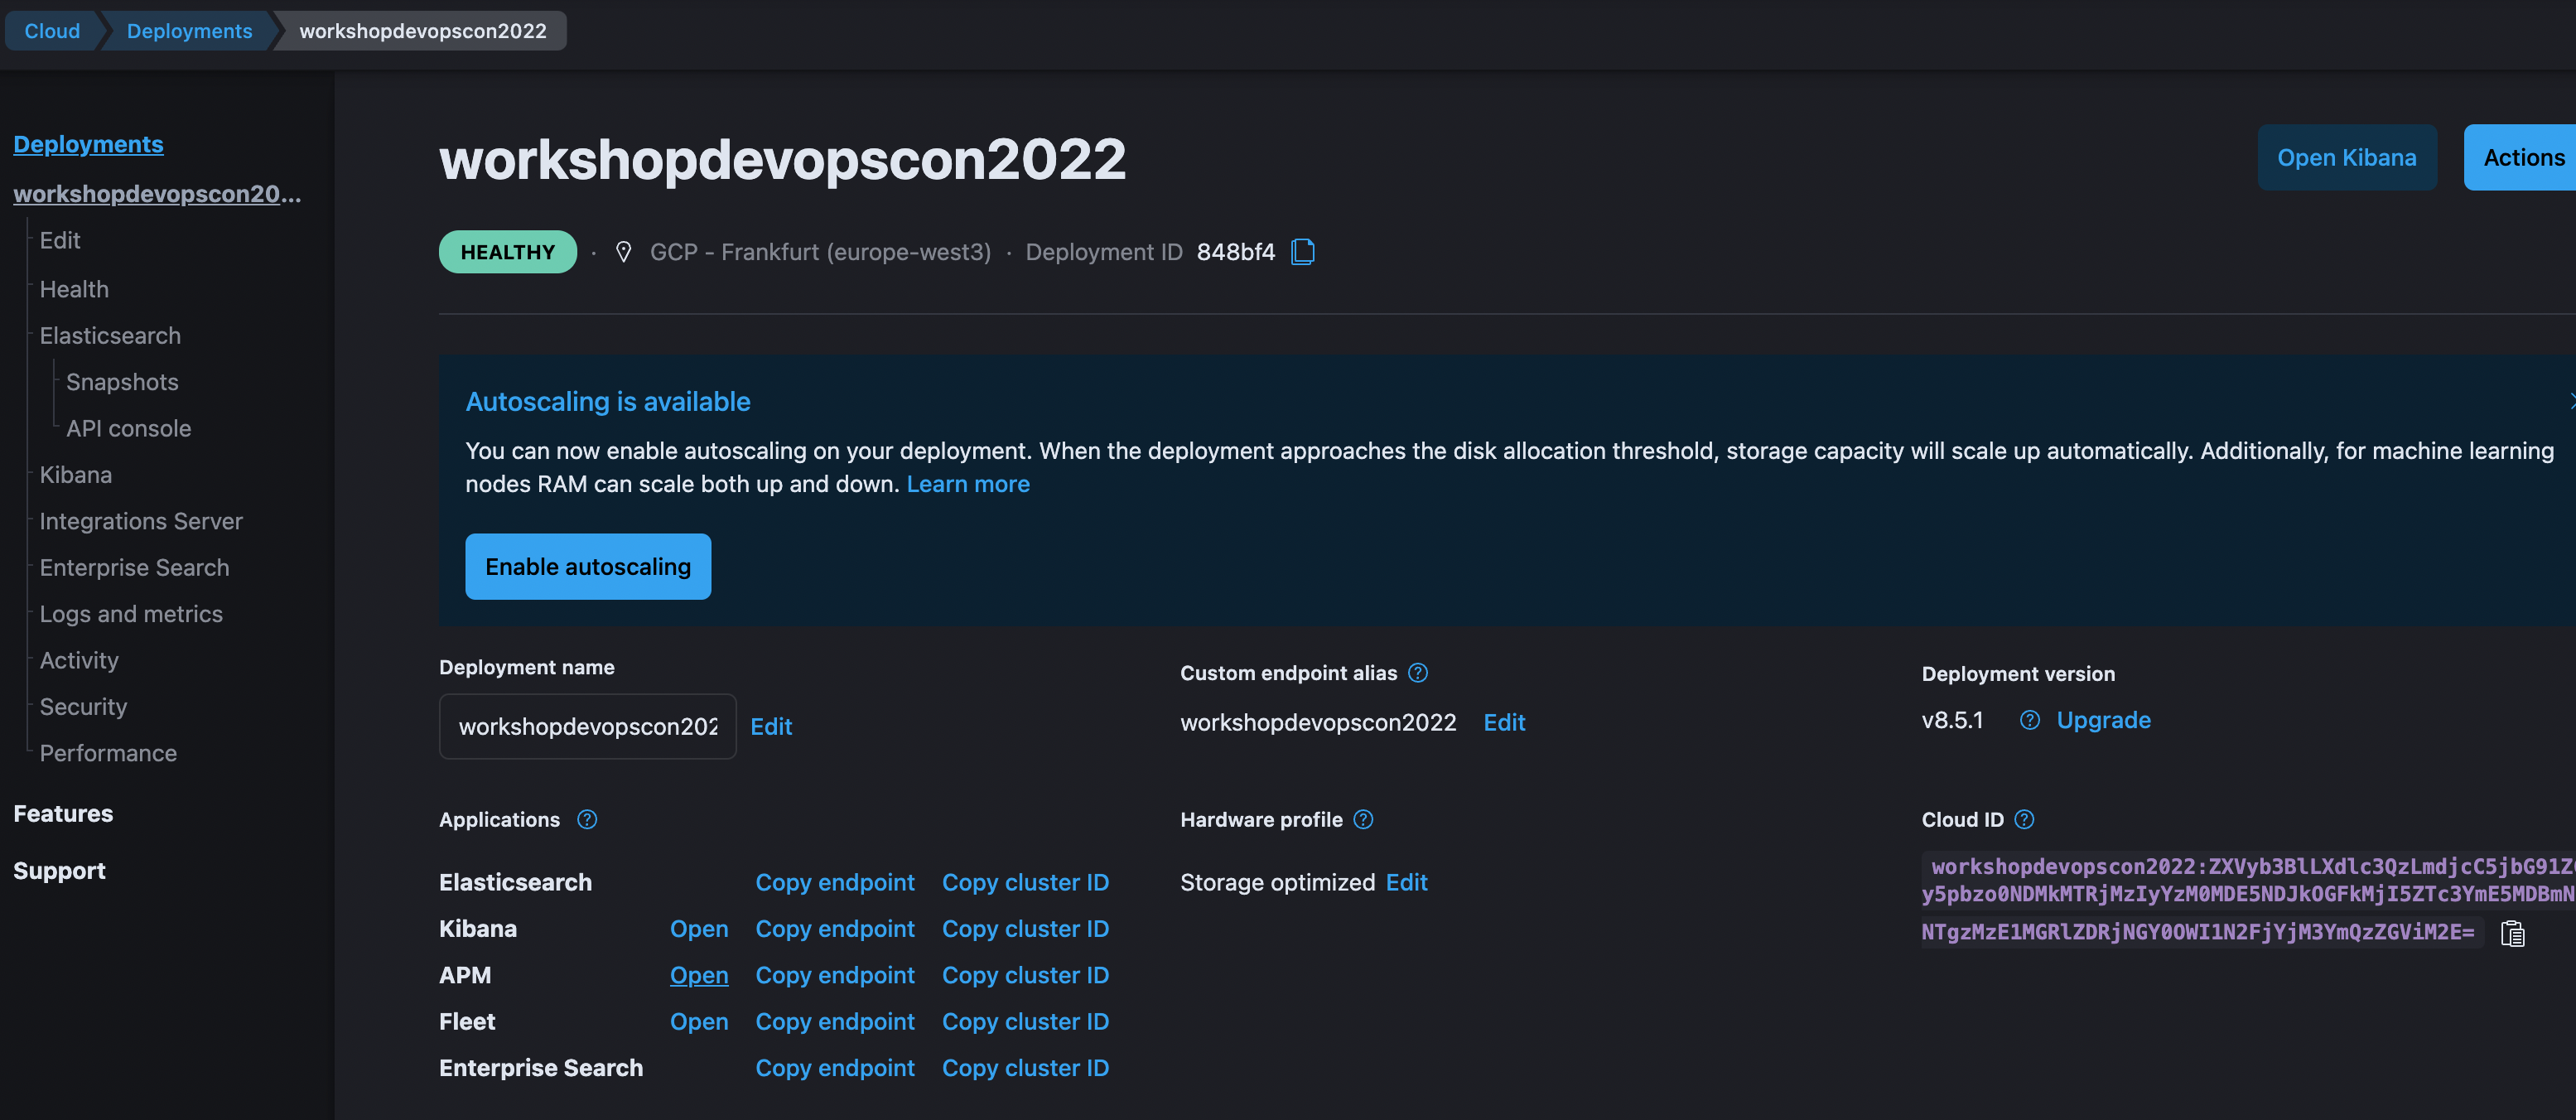 Cloud
Deployments
workshopdevopscon2022
Deployments
workshopdevopscon20...
Edit
Health
Elasticsearch
Snapshots
API console
Kibana
Integrations Server
Enterprise Search
Logs and metrics
Activity
Security
Performance
Features
Support
workshopdevopscon2022
Open Kibana
Actions
HEALTHY · GCP - Frankfurt (europe-west3) · Deployment ID 848bf4
Autoscaling is available
You can now enable autoscaling on your deployment. When the deployment approaches the disk allocation threshold, storage capacity will scale up automatically. Additionally, for machine learning
nodes RAM can scale both up and down. Learn more
Enable autoscaling
Deployment name
workshopdevopscon202 Edit
Custom endpoint alias
workshopdevopscon2022 Edit
Deployment version
v8.5.1 Upgrade
Applications
Elasticsearch Copy endpoint Copy cluster ID
Kibana Open Copy endpoint Copy cluster ID
APM Open Copy endpoint Copy cluster ID
Fleet Open Copy endpoint Copy cluster ID
Enterprise Search Copy endpoint Copy cluster ID
Hardware profile
Storage optimized Edit
Cloud ID
workshopdevopscon2022:ZXVyb3BlLXdlc3QzLmdjcC5jbG91Z
y5pbzo0NDMkMTRjMzIyYzM0MDE5NDJkOGFkMjI5ZTc3YmE5MDBmN
NTgzMzE1MGRlZDRjNGY0OWI1N2FjYjM3YmQzZGViM2E=